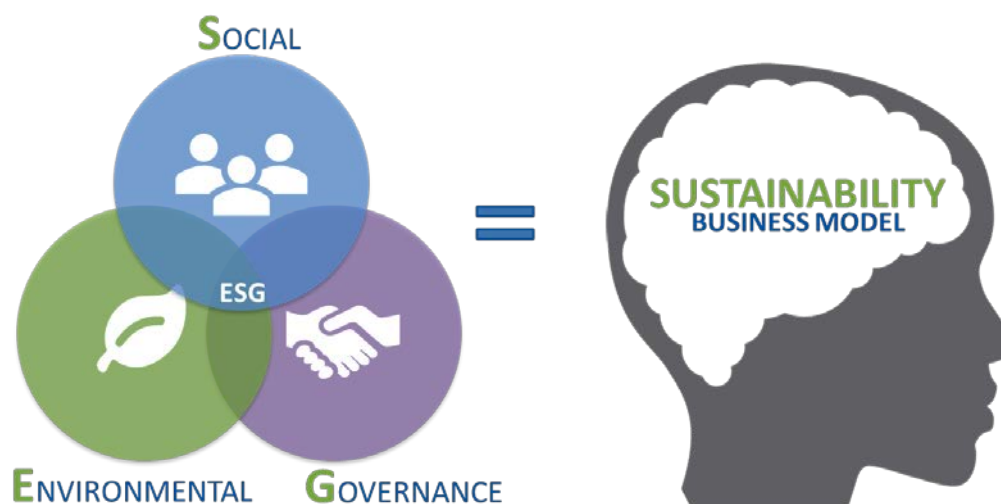 SOCIAL
ESG
ENVIRONMENTAL
GOVERNANCE
SUSTAINABILITY
BUSINESS MODEL